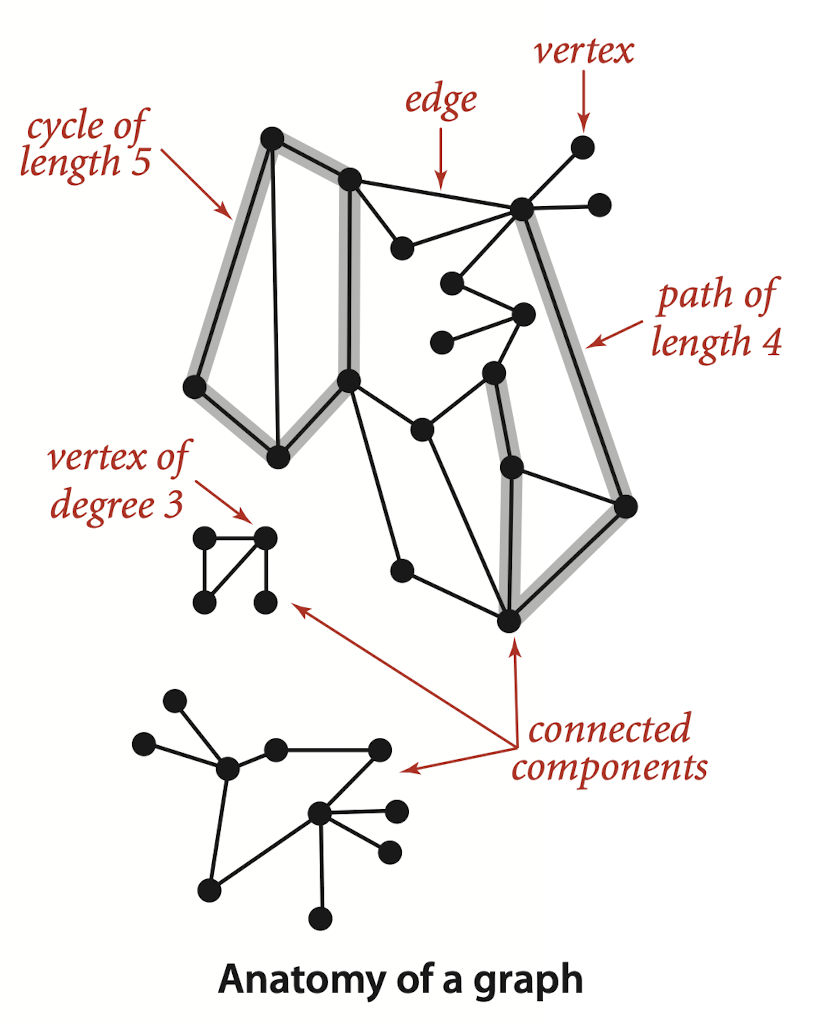 vertex
edge
cycle of
length 5
path of
length 4
vertex of
degree 3
connected
components
Anatomy of a graph